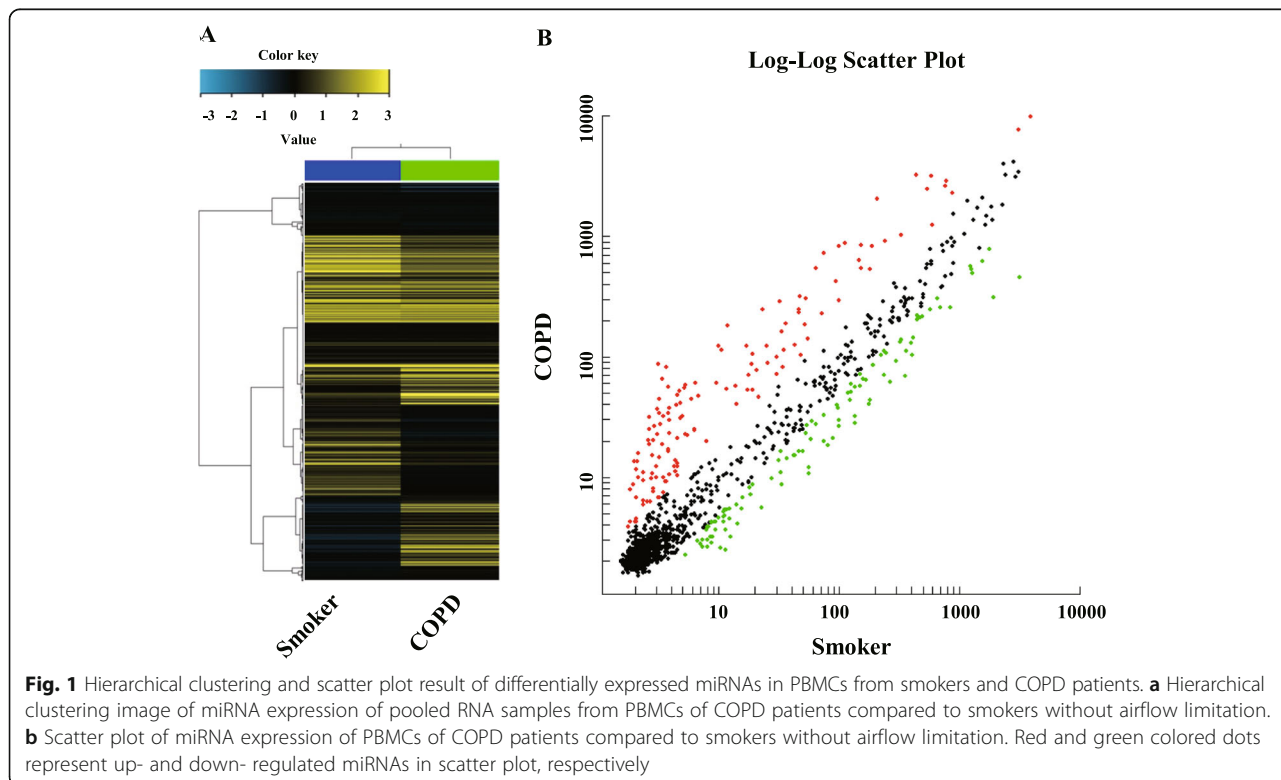 A
Color key
-3 -2 -1 0 1 2 3
Value
Smoker
COPD
B
Log-Log Scatter Plot
COPD
10000
1000
100
10
10 100 1000 10000
Smoker
Fig. 1 Hierarchical clustering and scatter plot result of differentially expressed miRNAs in PBMCs from smokers and COPD patients. a Hierarchical
clustering image of miRNA expression of pooled RNA samples from PBMCs of COPD patients compared to smokers without airflow limitation.
b Scatter plot of miRNA expression of PBMCs of COPD patients compared to smokers without airflow limitation. Red and green colored dots
represent up- and down- regulated miRNAs in scatter plot, respectively